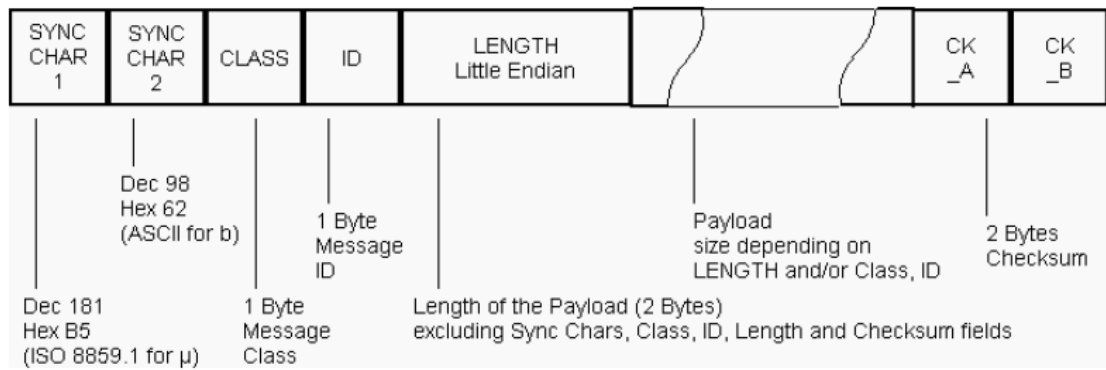 SYNC
CHAR
1
SYNC
CHAR
2
CLASS
ID
LENGTH
Little Endian
CK
_A
CK
_B
Dec 98
Hex 62
(ASCII for b)
1 Byte
Message
ID
Payload
size depending on
LENGTH and/or Class, ID
2 Bytes
Checksum
Dec 181
Hex B5
(ISO 8859.1 for µ)
1 Byte
Message
Class
Length of the Payload (2 Bytes)
excluding Sync Chars, Class, ID, Length and Checksum fields